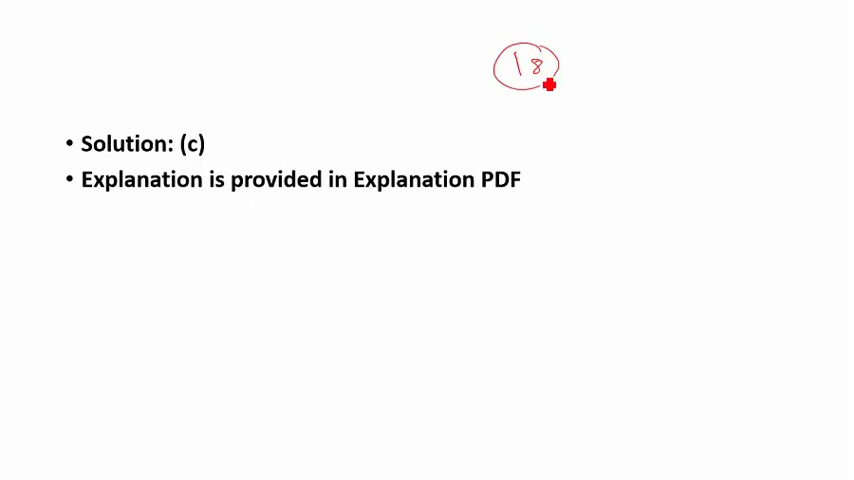 18
• Solution: (c)
• Explanation is provided in Explanation PDF